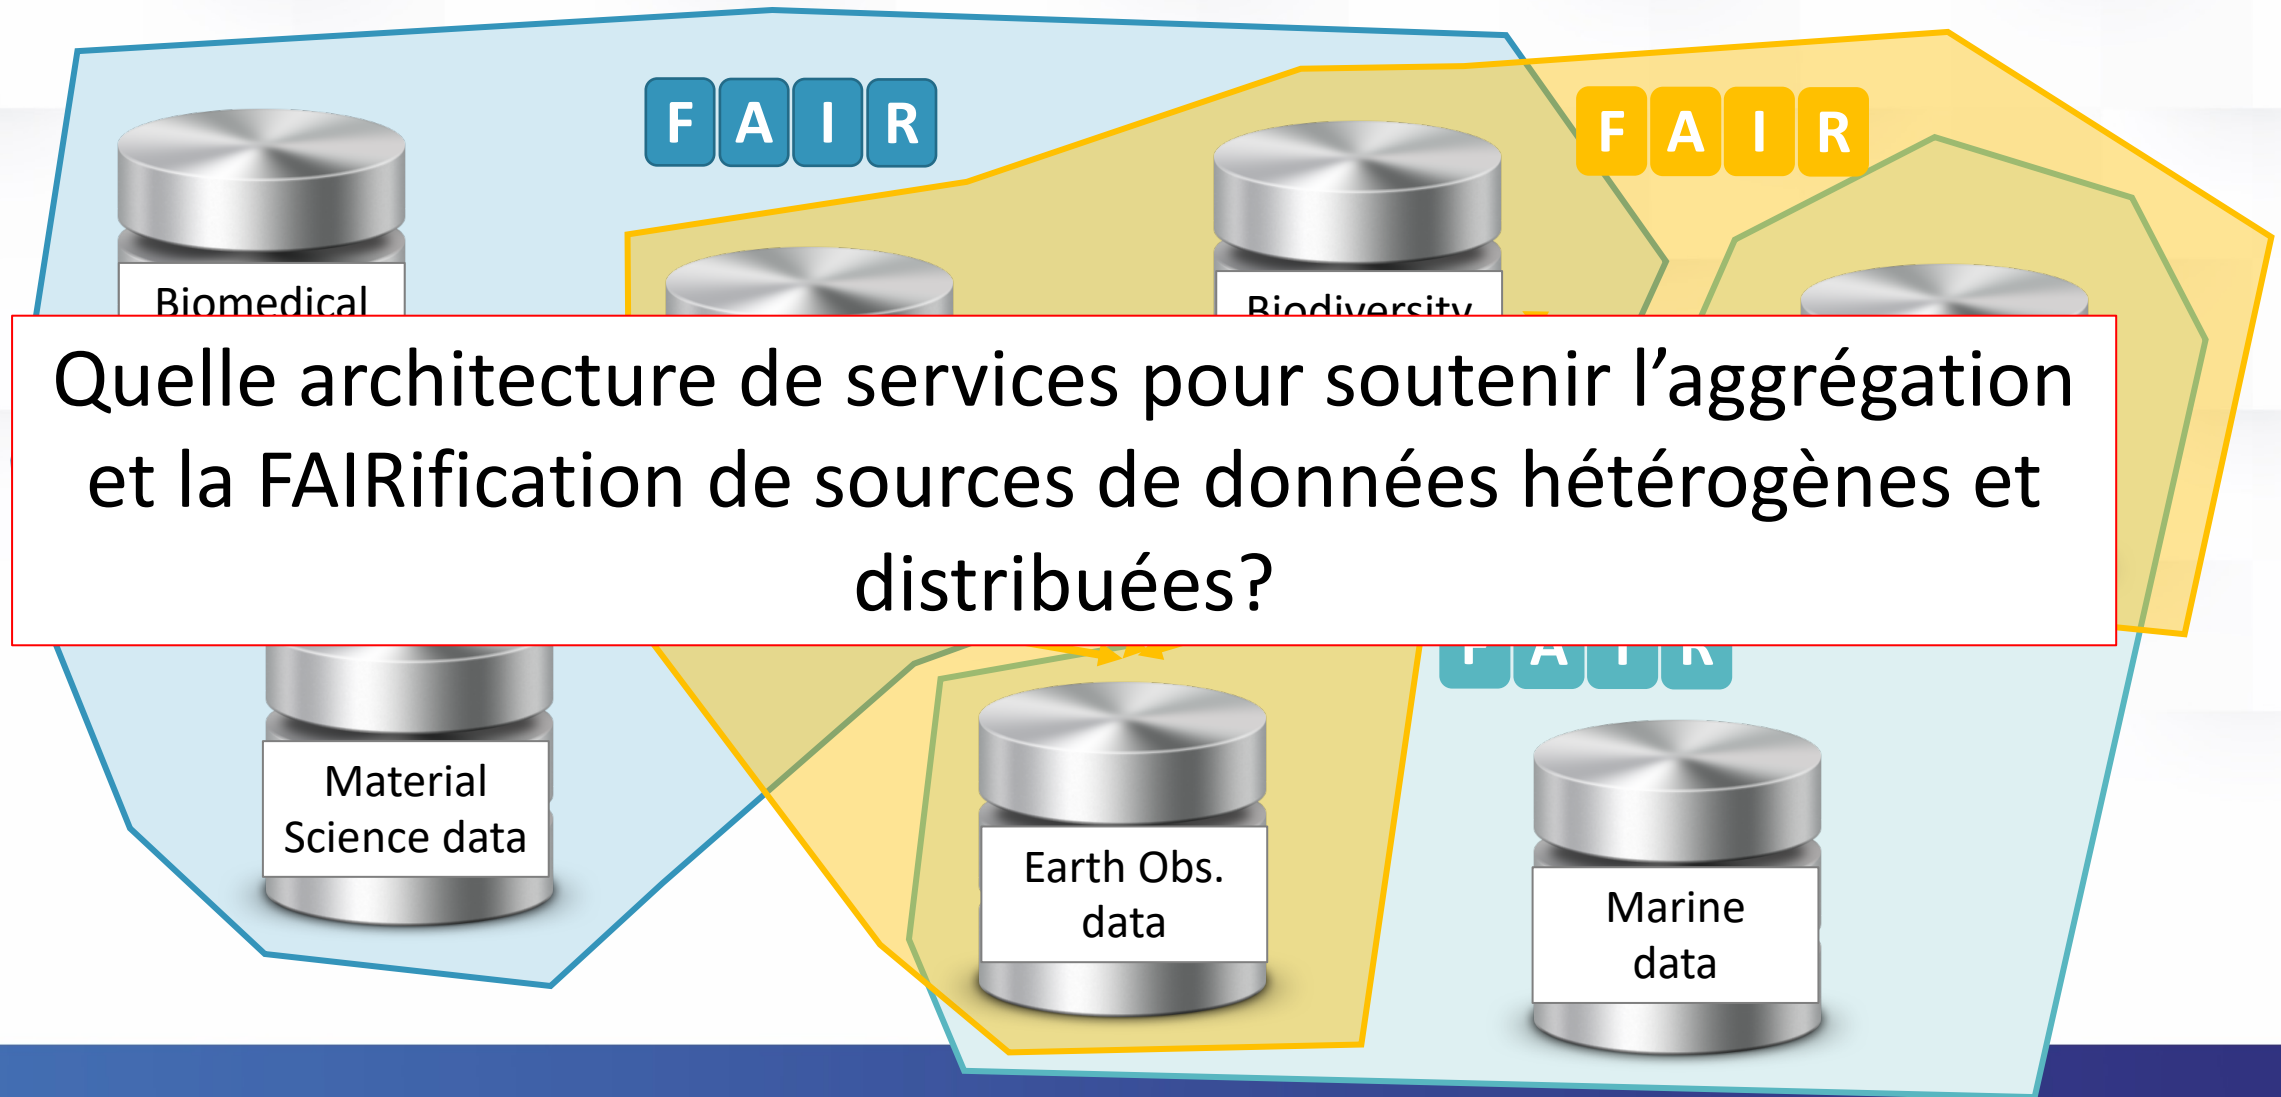 F A I R
F A I R
Biomedical
Biodiversity
Quelle architecture de services pour soutenir l’aggrégation
et la FAIRification de sources de données hétérogènes et
distribuées?
F A I R
Material
Science data
Earth Obs.
data
Marine
data